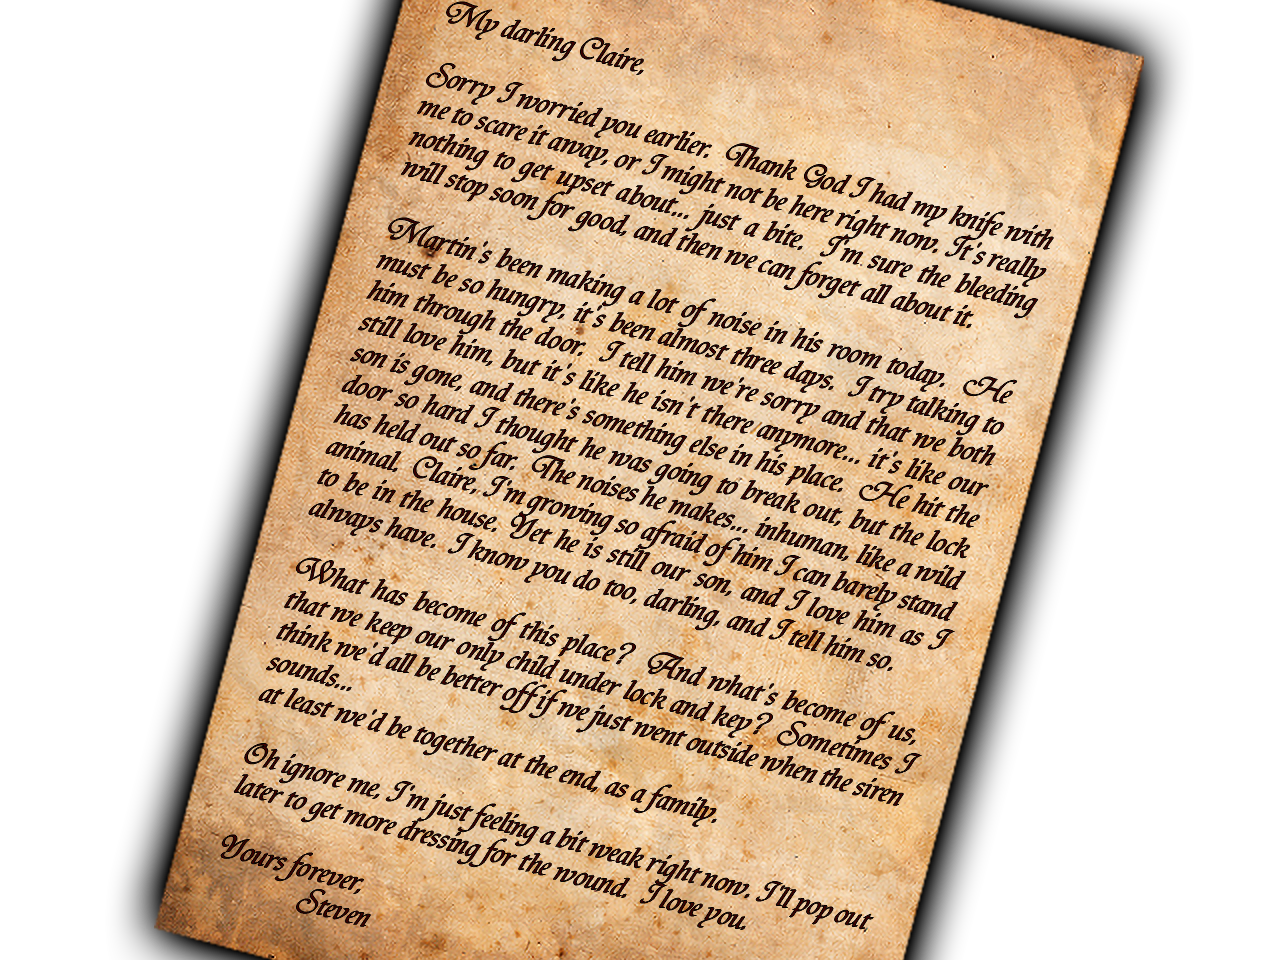 My darling Claire,
Sorry I worried you earlier.  Thank God I had my knife with
me to scare it away, or I might not be here right now. It's really
nothing to get upset about... just a bite.  I'm sure the bleeding
will stop soon for good, and then we can forget all about it.
Martin's been making a lot of noise in his room today.  He
must be so hungry, it's been almost three days.  I try talking to
him through the door.  I tell him we're sorry and that we both
still love him, but it's like he isn't there anymore... it's like our
son is gone, and there's something else in his place.  He hit the
door so hard I thought he was going to break out, but the lock
has held out so far.  The noises he makes... inhuman, like a wild
animal.  Claire, I'm growing so afraid of him I can barely stand
to be in the house. Yet he is still our son, and I love him as I
always have.  I know you do too, darling, and I tell him so.
What has become of this place?  And what's become of us,
that we keep our only child under lock and key?  Sometimes I
think we'd all be better off if we just went outside when the siren
sounds...
at least we'd be together at the end, as a family.
Oh ignore me, I'm just feeling a bit weak right now. I'll pop out
later to get more dressing for the wound.  I love you.
Yours forever,
Steven